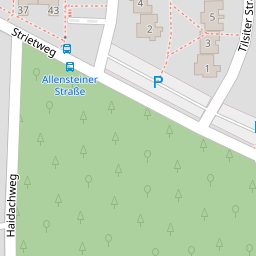 37
43
4
2
5
3
1
Tilsiter Str
Strietweg
Allensteiner
Straße
P
Haidachweg